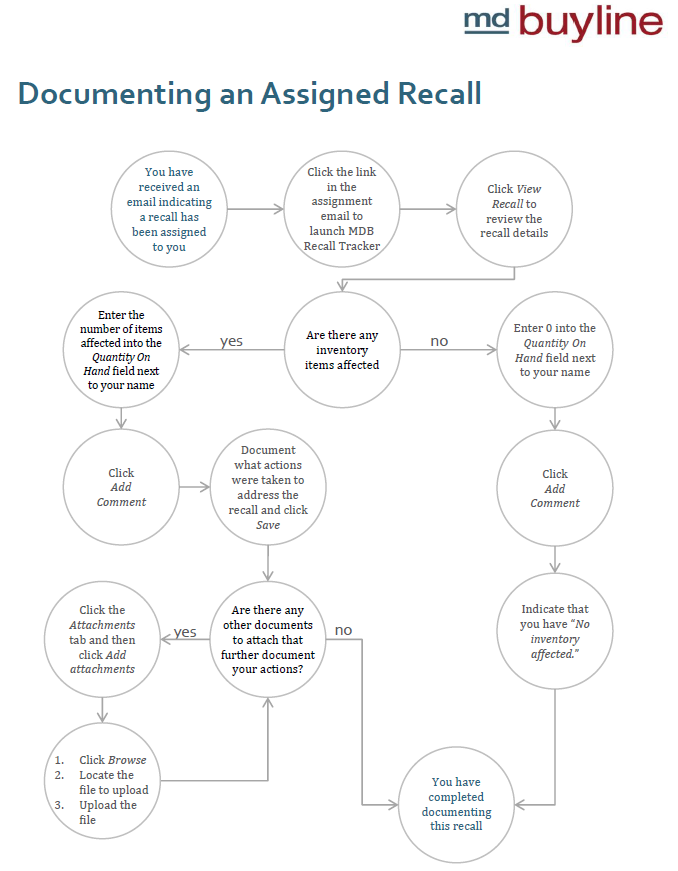 md buyline
Documenting an Assigned Recall
You have
received an
email indicating
a recall has
been assigned
to you
Click the link
in the
assignment
email to
launch MDB
Recall Tracker
Click View
Recall to
review the
recall details
Enter the
number of items
affected into the
Quantity On
Hand field next
to your name
yes
Are there any
inventory
items affected
no
Enter 0 into the
Quantity On
Hand field next
to your name
Click
Add
Comment
Document
what actions
were taken to
address the
recall and click
Save
Click
Add
Comment
Click the
Attachments
tab and then
click Add
attachments
yes
Are there any
other documents
to attach that
further document
your actions?
no
Indicate that
you have “No
inventory
affected.”
1. Click Browse
2. Locate the
file to upload
3. Upload the
file
You have
completed
documenting
this recall